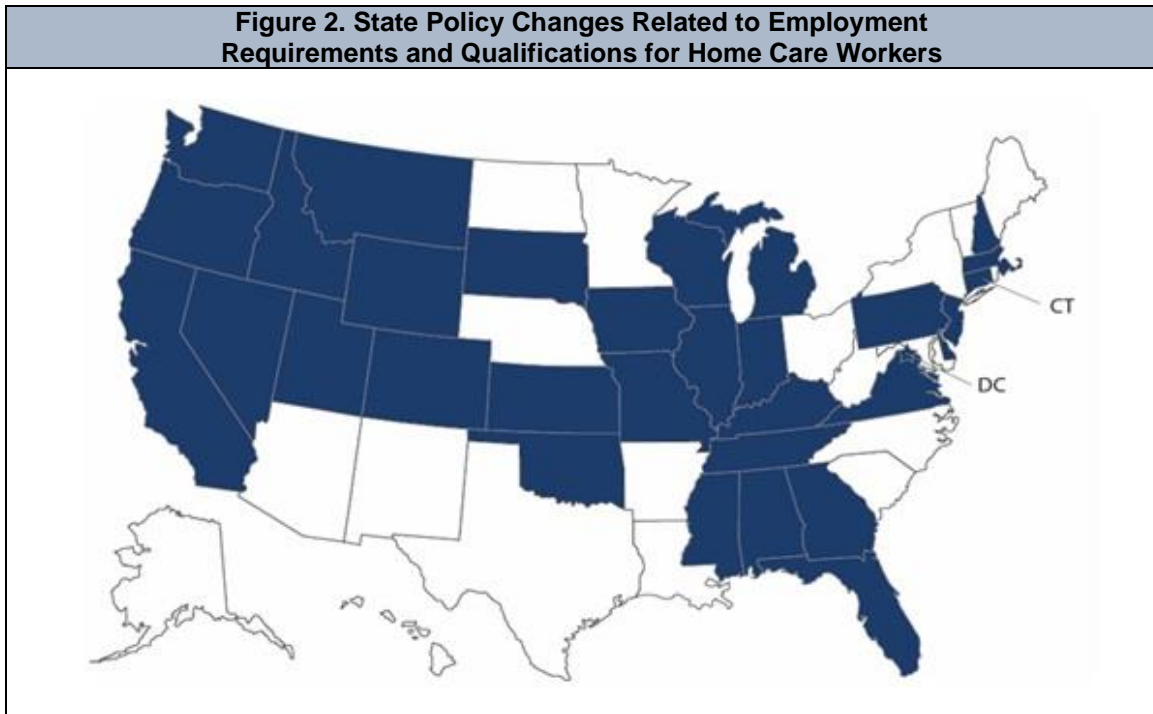 Figure 2. State Policy Changes Related to Employment
Requirements and Qualifications for Home Care Workers
CT
DC